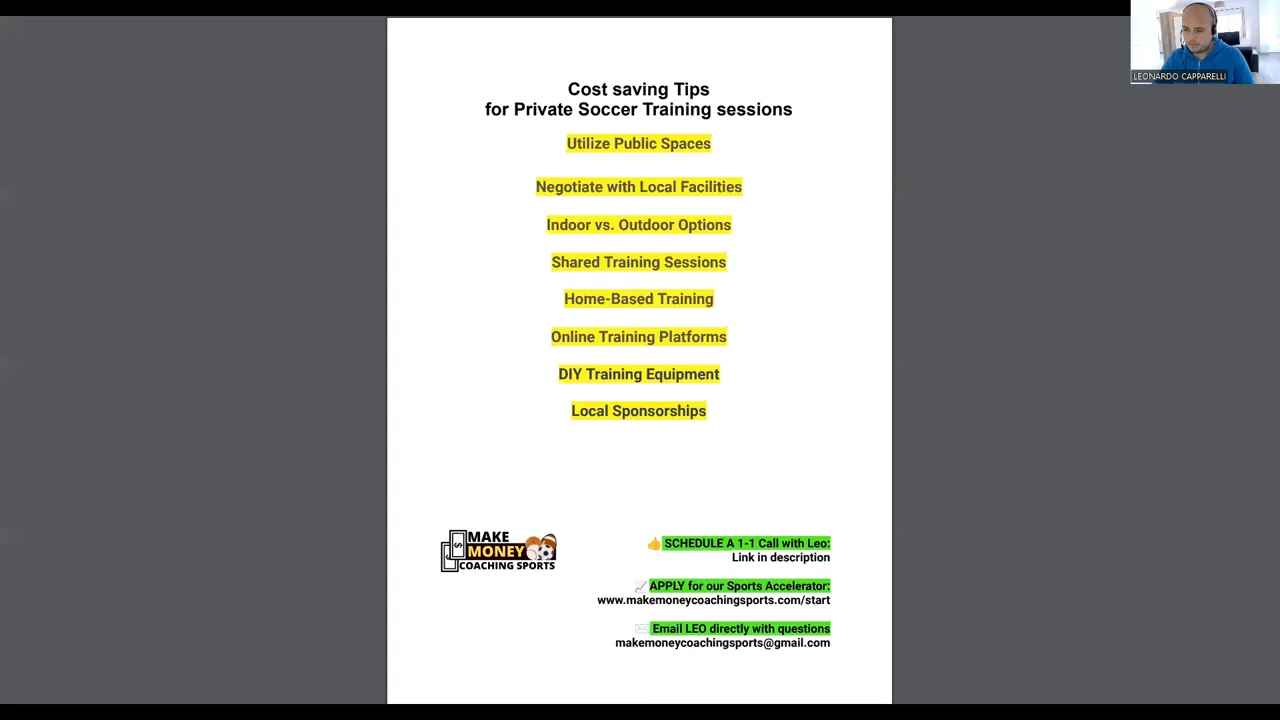 LEONARDO CAPPARELLI
Cost saving Tips
for Private Soccer Training sessions
Utilize Public Spaces
Negotiate with Local Facilities
Indoor vs. Outdoor Options
Shared Training Sessions
Home-Based Training
Online Training Platforms
DIY Training Equipment
Local Sponsorships
MAKE
MONEY
COACHING SPORTS
👍 SCHEDULE A 1-1 Call with Leo:
Link in description
📈 APPLY for our Sports Accelerator:
www.makemoneycoachingsports.com/start
✉️ Email LEO directly with questions
makemoneycoachingsports@gmail.com